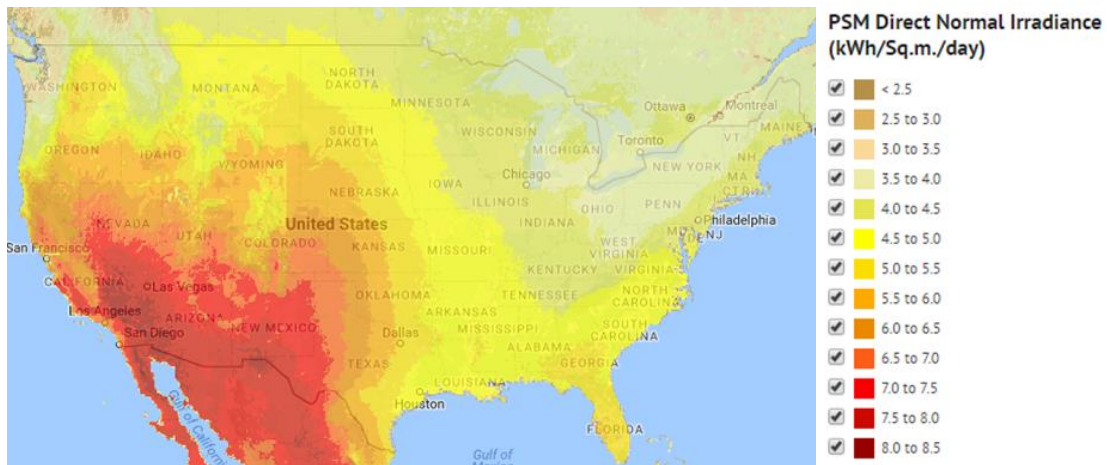 PSM Direct Normal Irradiance
(kWh/Sq.m./day)
< 2.5
2.5 to 3.0
3.0 to 3.5
3.5 to 4.0
4.0 to 4.5
4.5 to 5.0
5.0 to 5.5
5.5 to 6.0
6.0 to 6.5
6.5 to 7.0
7.0 to 7.5
7.5 to 8.0
8.0 to 8.5
WASHINGTON
MONTANA
NORTH
DAKOTA
MINNESOTA
Ottawa
Montreal
MAINE
OREGON
IDAHO
WYOMING
SOUTH
DAKOTA
WISCONSIN
MICHIGAN
Toronto
VT
NH
NEW YORK
MA
CT RI
NEBRASKA
IOWA
Chicago
ILLINOIS
INDIANA
OHIO
PENN
Philadelphia
NJ
MD
DE
NEVADA
UTAH
COLORADO
United States
KANSAS
MISSOURI
WEST
VIRGINIA
KENTUCKY
VIRGINIA
San Francisco
CALIFORNIA
Las Vegas
Los Angeles
ARIZONA
NEW MEXICO
OKLAHOMA
ARKANSAS
TENNESSEE
NORTH
CAROLINA
San Diego
Dallas
TEXAS
MISSISSIPPI
ALABAMA
SOUTH
CAROLINA
GEORGIA
LOUISIANA
Houston
FLORIDA
Gulf of California
Gulf of